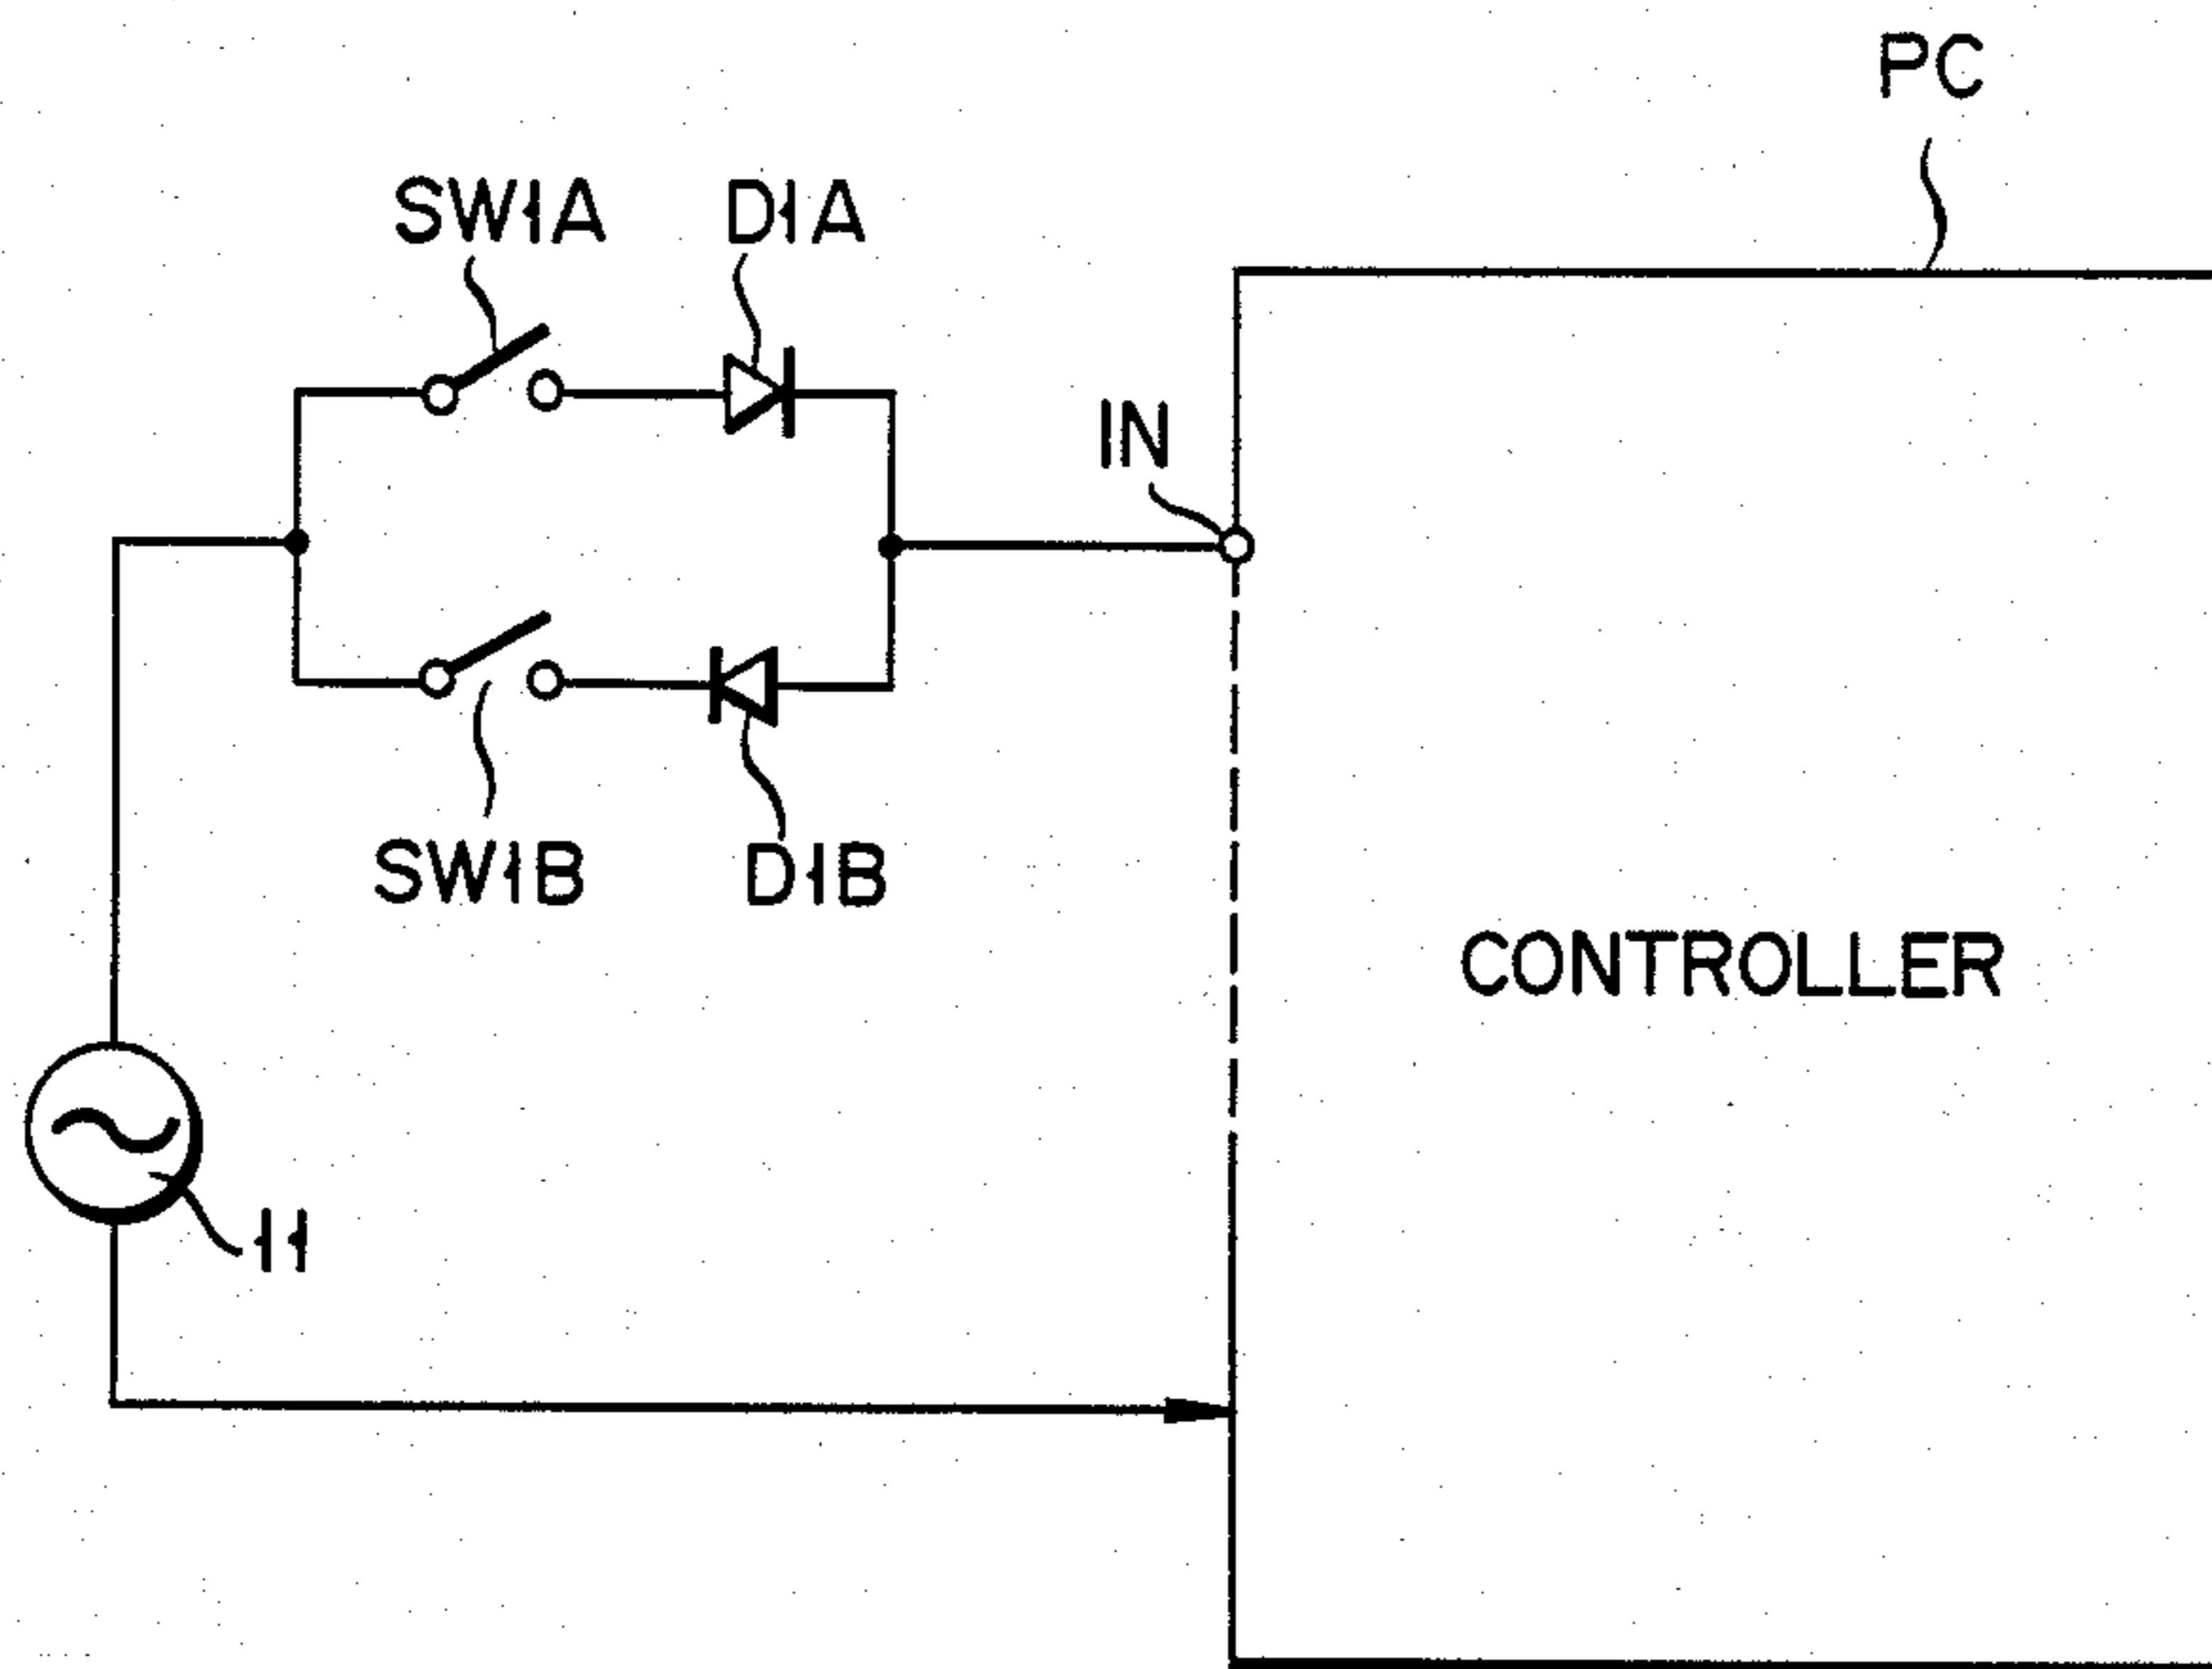 PC
SW1A
D1A
IN
SW1B
D1B
CONTROLLER
11